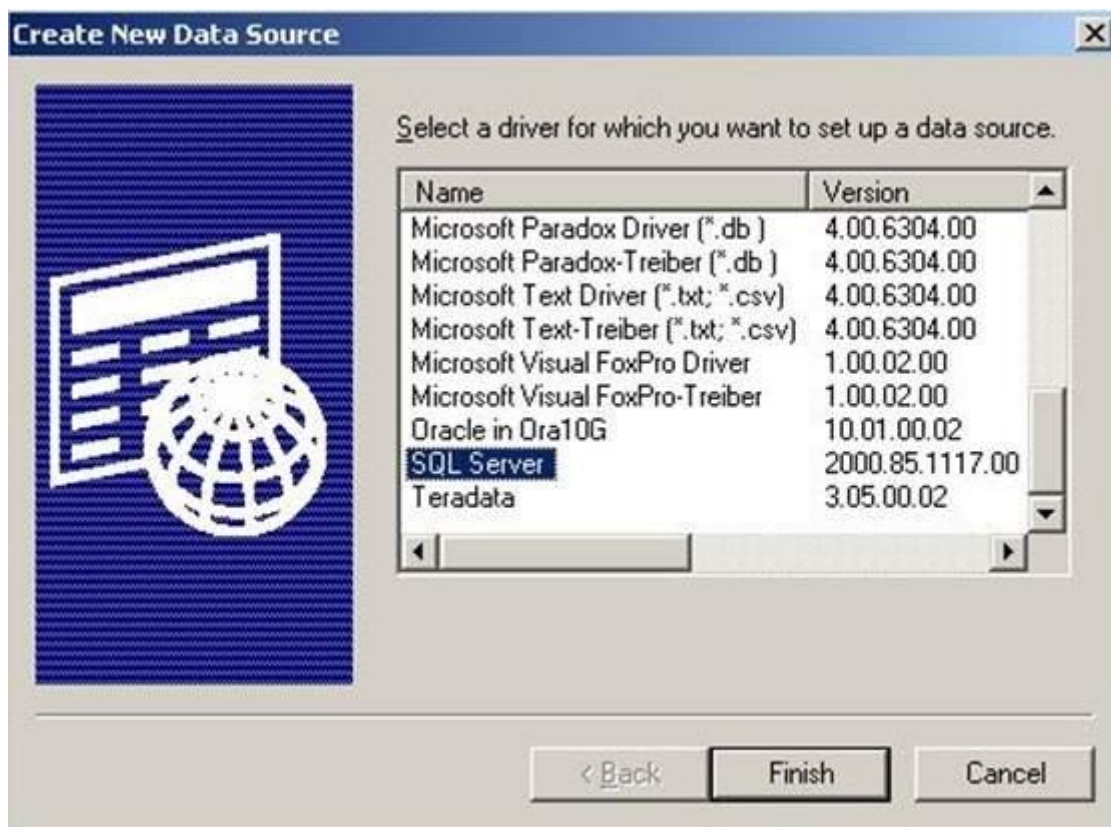 Create New Data Source
Select a driver for which you want to set up a data source.
Name Version
Microsoft Paradox Driver (*.db ) 4.00.6304.00
Microsoft Paradox-Treiber (*.db ) 4.00.6304.00
Microsoft Text Driver (*.txt; *.csv) 4.00.6304.00
Microsoft Text-Treiber (*.txt; *.csv) 4.00.6304.00
Microsoft Visual FoxPro Driver 1.00.02.00
Microsoft Visual FoxPro-Treiber 1.00.02.00
Oracle in Ora10G 10.01.00.02
SQL Server 2000.85.1117.00
Teradata 3.05.00.02
< Back Finish Cancel